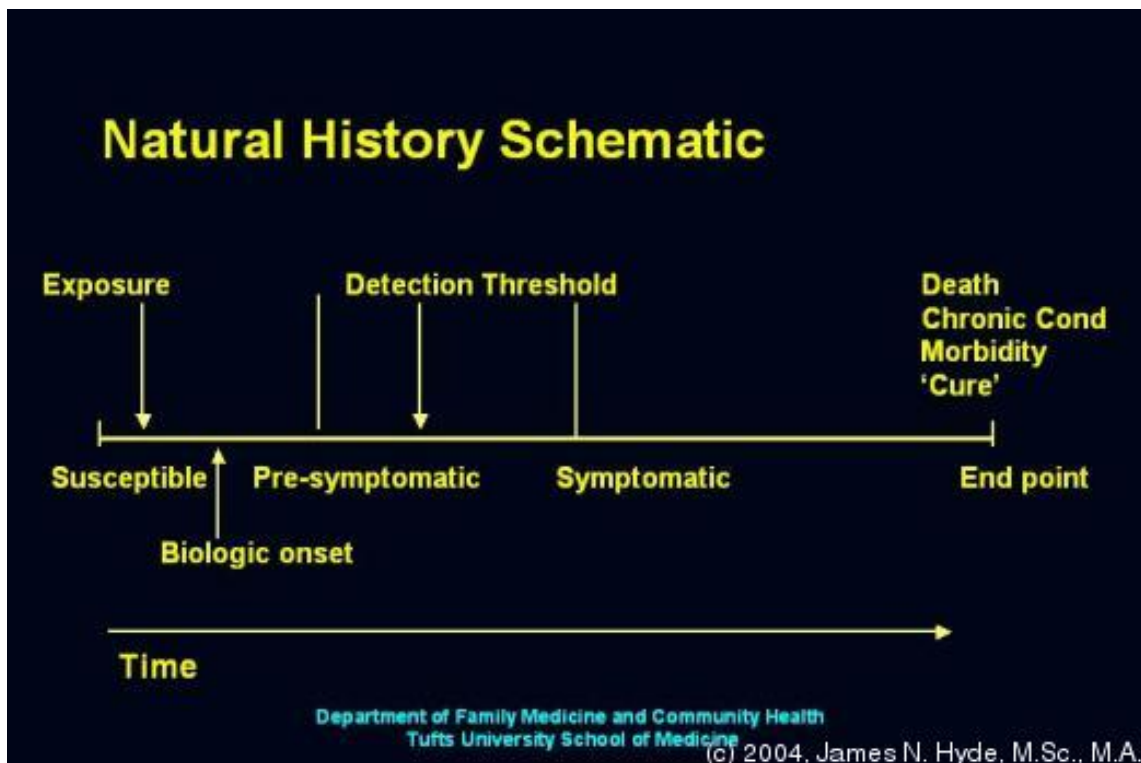 Natural History Schematic
Exposure
Detection Threshold
Death
Chronic Cond
Morbidity
‘Cure’
Susceptible
Pre-symptomatic
Symptomatic
End point
Biologic onset
Time
Department of Family Medicine and Community Health
Tufts University School of Medicine
(c) 2004, James N. Hyde, M.Sc., M.A.